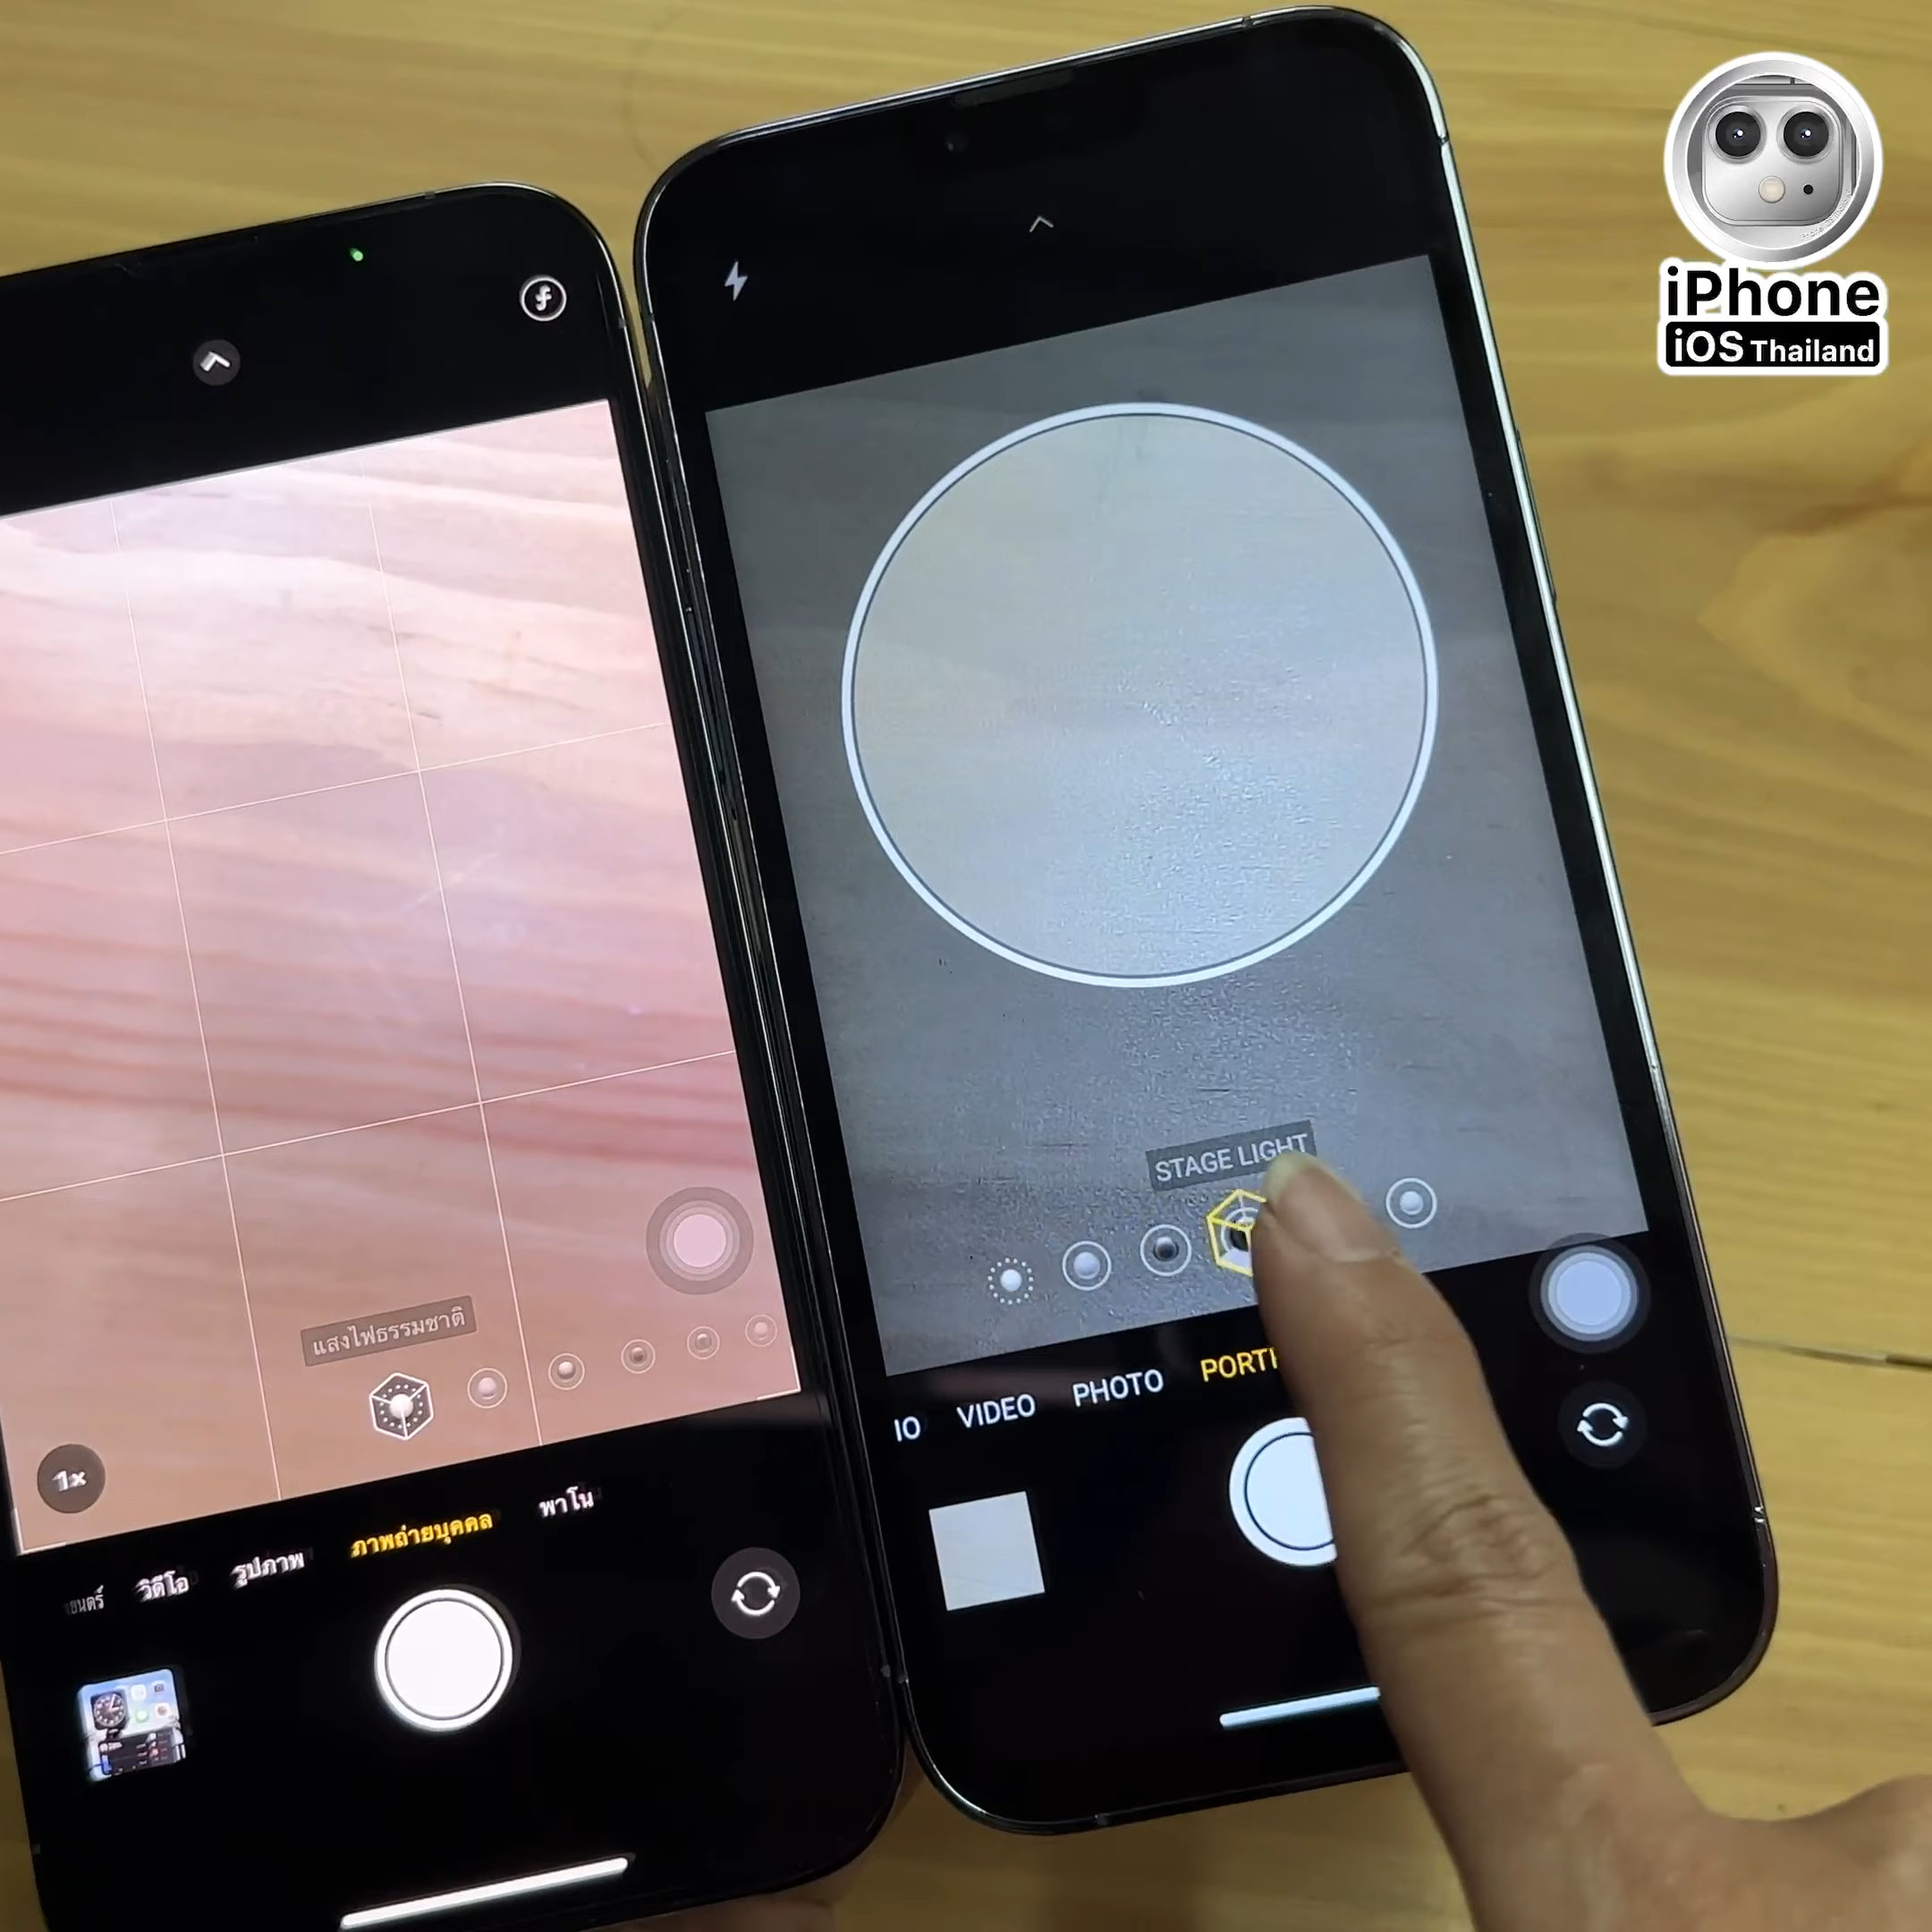 iPhone
iOS Thailand
STAGE LIGHT
VIDEO
PHOTO
แสงไฟธรรมชาติ
1x
วิดีโอ
รูปภาพ
ภาพถ่ายบุคคล
พาโน